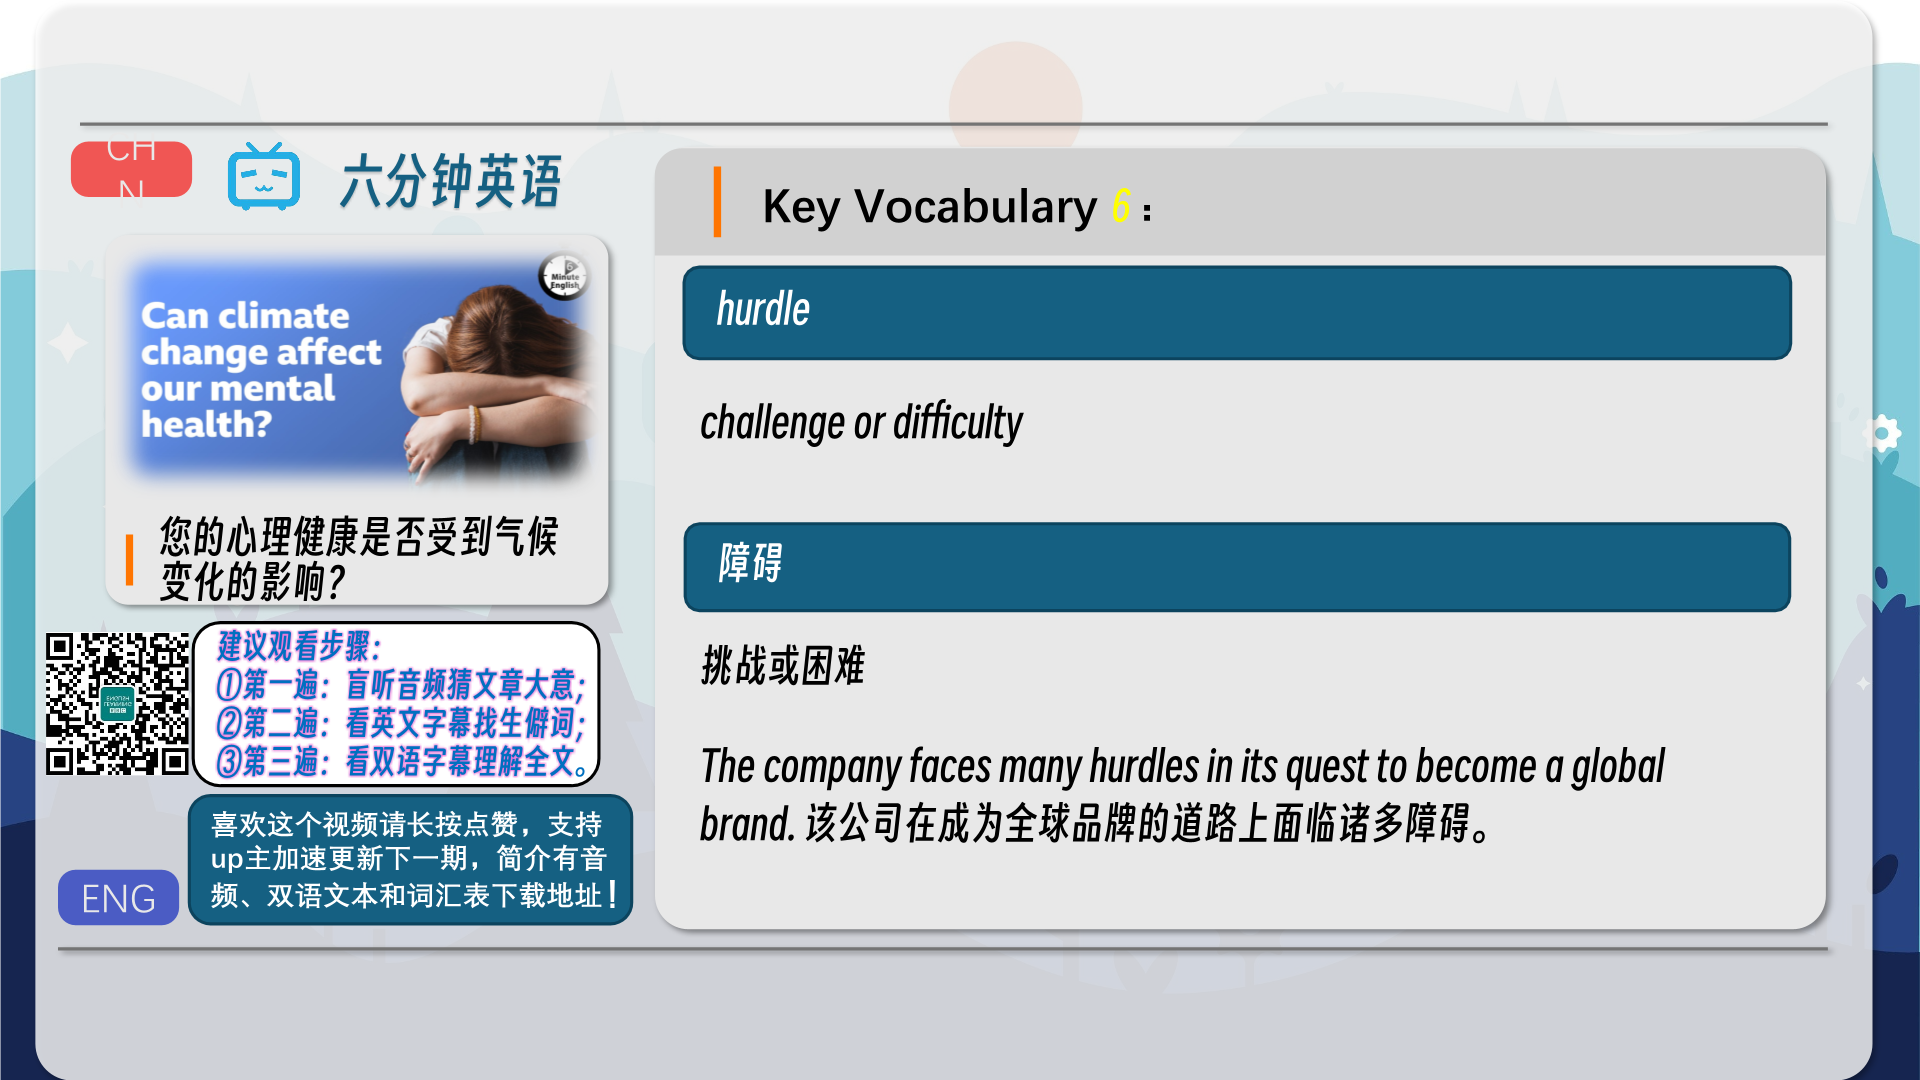 CH
N
六分钟英语
6
Minute
English
Can climate
change affect
our mental
health?
您的心理健康是否受到气候
变化的影响?
建议观看步骤:
①第一遍: 盲听音频猜文章大意;
②第二遍: 看英文字幕找生僻词;
③第三遍: 看双语字幕理解全文。
喜欢这个视频请长按点赞，支持
up主加速更新下一期，简介有音
频、双语文本和词汇表下载地址!
ENG
Key Vocabulary 6 :
hurdle
challenge or difficulty
障碍
挑战或困难
The company faces many hurdles in its quest to become a global
brand. 该公司在成为全球品牌的道路上面临诸多障碍。